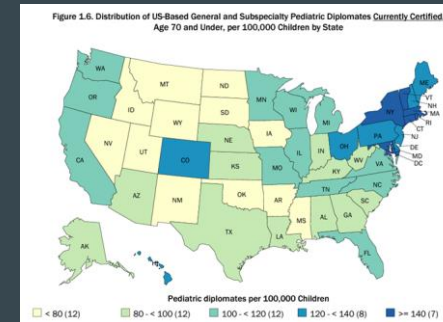 Figure 1.6. Distribution of US-Based General and Subspecialty Pediatric Diplomates Currently Certified,
Age 70 and Under, per 100,000 Children by State
WA
MT
ND
MN
ME
OR
ID
SD
WI
VT
NH
WY
MI
NY
MA
RI
IA
CT
NV
NE
PA
NJ
UT
IL
IN
OH
DE
CA
CO
KS
MO
WV
VA
MD
DC
KY
NC
AZ
NM
OK
AR
TN
SC
MS
AL
GA
TX
LA
AK
FL
HI
Pediatric diplomates per 100,000 Children
< 80 (12)
80 - < 100 (12)
100 - < 120 (12)
120 - < 140 (8)
>= 140 (7)